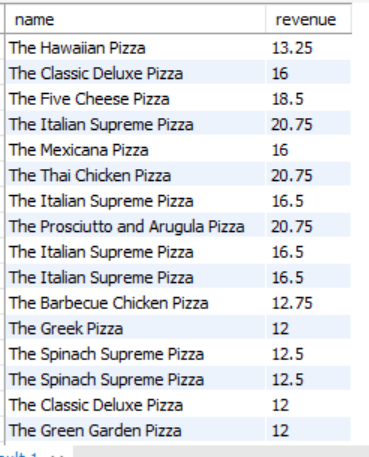 name revenue
The Hawaiian Pizza 13.25
The Classic Deluxe Pizza 16
The Five Cheese Pizza 18.5
The Italian Supreme Pizza 20.75
The Mexicana Pizza 16
The Thai Chicken Pizza 20.75
The Italian Supreme Pizza 16.5
The Prosciutto and Arugula Pizza 20.75
The Italian Supreme Pizza 16.5
The Italian Supreme Pizza 16.5
The Barbecue Chicken Pizza 12.75
The Greek Pizza 12
The Spinach Supreme Pizza 12.5
The Spinach Supreme Pizza 12.5
The Classic Deluxe Pizza 12
The Green Garden Pizza 12